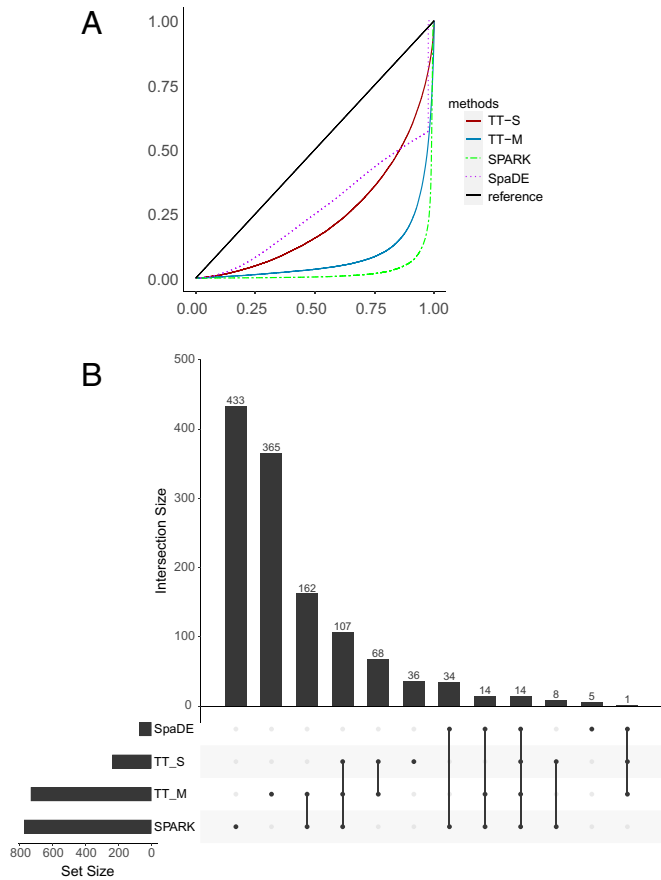 A
1.00
0.75
0.50
0.25
0.00
0.00 0.25 0.50 0.75 1.00
methods
TT-S
TT-M
SPARK
SpaDE
reference
B
Intersection Size
500
400
300
200
100
0
433
365
162
107
68
36
34
14
14
8
5
1
SpaDE
TT_S
TT_M
SPARK
800 600 400 200 0
Set Size